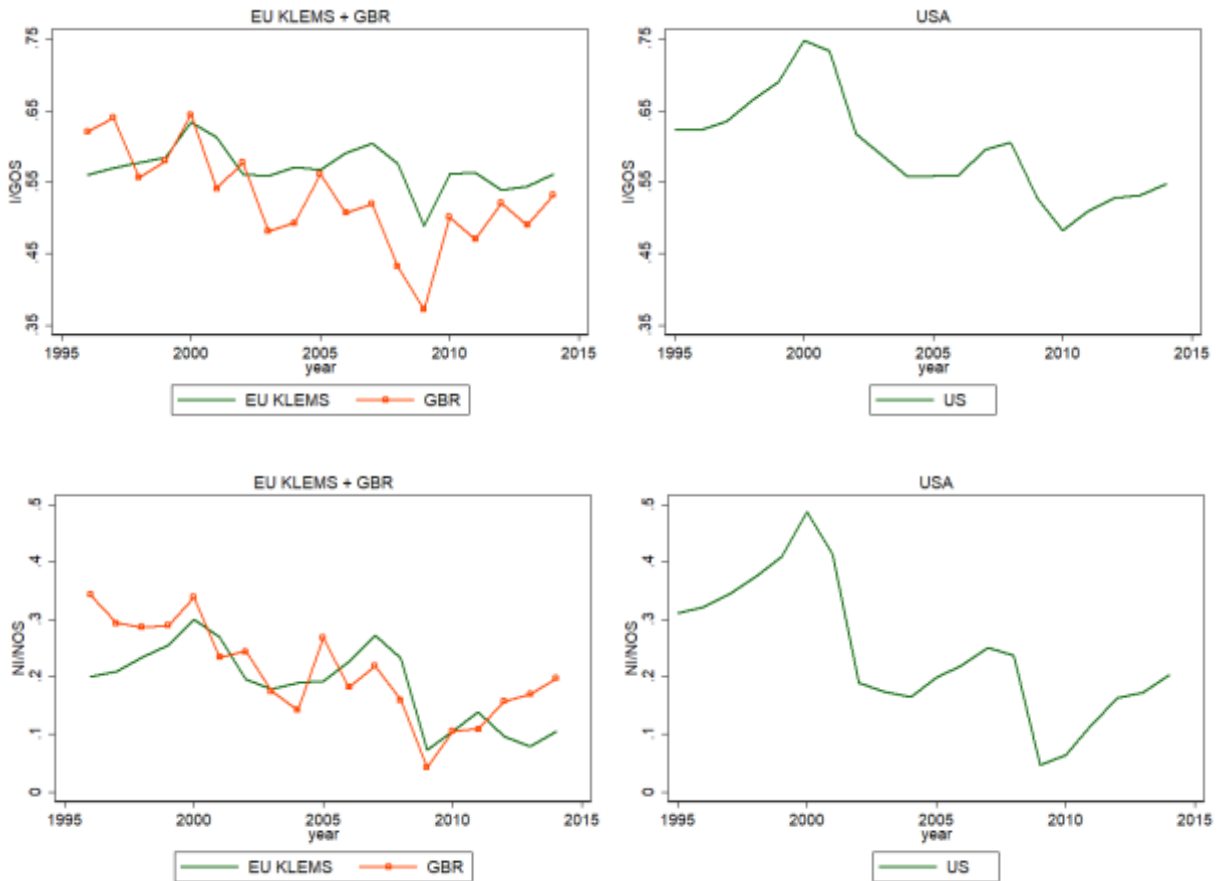 EU KLEMS + GBR
I/GOS
.75
.65
.55
.45
.35
1995 2000 2005 2010 2015
year
EU KLEMS GBR
USA
I/GOS
.75
.65
.55
.45
.35
1995 2000 2005 2010 2015
year
US
EU KLEMS + GBR
NI/NOS
.5
.4
.3
.2
.1
0
1995 2000 2005 2010 2015
year
EU KLEMS GBR
USA
NI/NOS
.5
.4
.3
.2
.1
0
1995 2000 2005 2010 2015
year
US